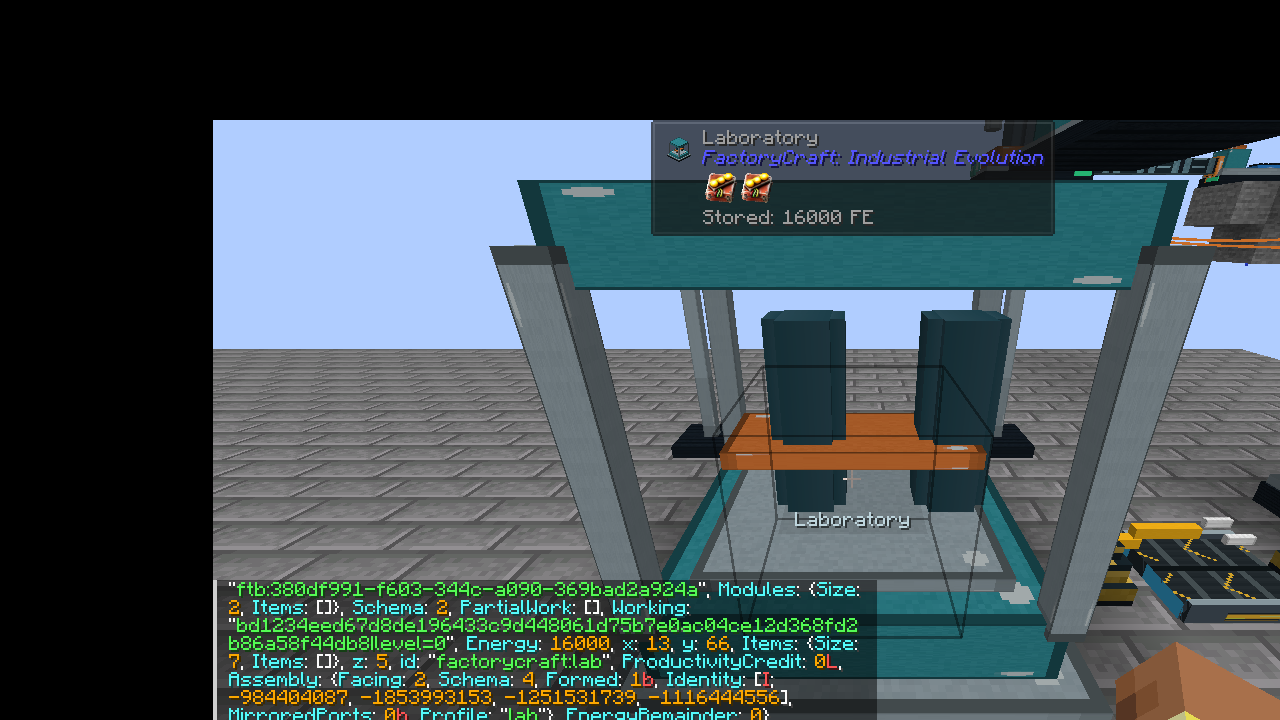 Laboratory
FactoryCraft: Industrial Evolution
Stored: 16000 FE
Laboratory
"ftb:380df991-f603-344c-a090-369bad2a924a", Modules: {Size:
2, Items: []}, Schema: 2, PartialWork: [], Working:
"bd1234eed67d8de196433c9d448061d75b7e0ac04ce12d368fd2
b86a58f44db8|level=0", Energy: 16000, x: 13, y: 66, Items: {Size:
7, Items: []}, z: 5, id: "factorycraft:lab", ProductivityCredit: 0L,
Assembly: {Facing: 2, Schema: 4, Formed: 1b, Identity: [I;
-984404087, -1853993153, -1251531739, -1116444556],
MirroredPorts: 0b, Profile: "lab"}, EnergyRemainder: 0}